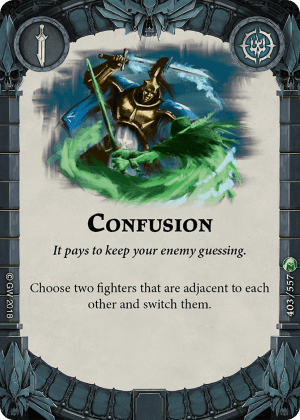 CONFUSION
It pays to keep your enemy guessing.
Choose two fighters that are adjacent to each
other and switch them.
© GW 2018
403/557